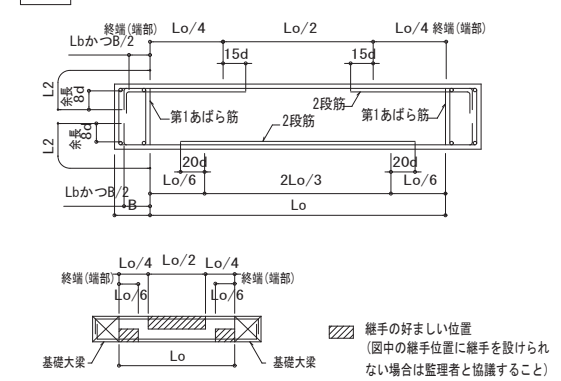 終端(端部) Lo/4 Lo/2 Lo/4 終端(端部)
LbかつB/2
15d 15d
L2
余長
8d
第1あばら筋 2段筋 第1あばら筋
2段筋
余長
8d
L2
20d 20d
LbかつB/2 Lo/6 2Lo/3 Lo/6
B Lo
Lo/4 Lo/2 Lo/4
終端(端部) 終端(端部)
Lo/6 Lo/6
基礎大梁 Lo 基礎大梁
継手の好ましい位置
(図中の継手位置に継手を設けられ
ない場合は監理者と協議すること)